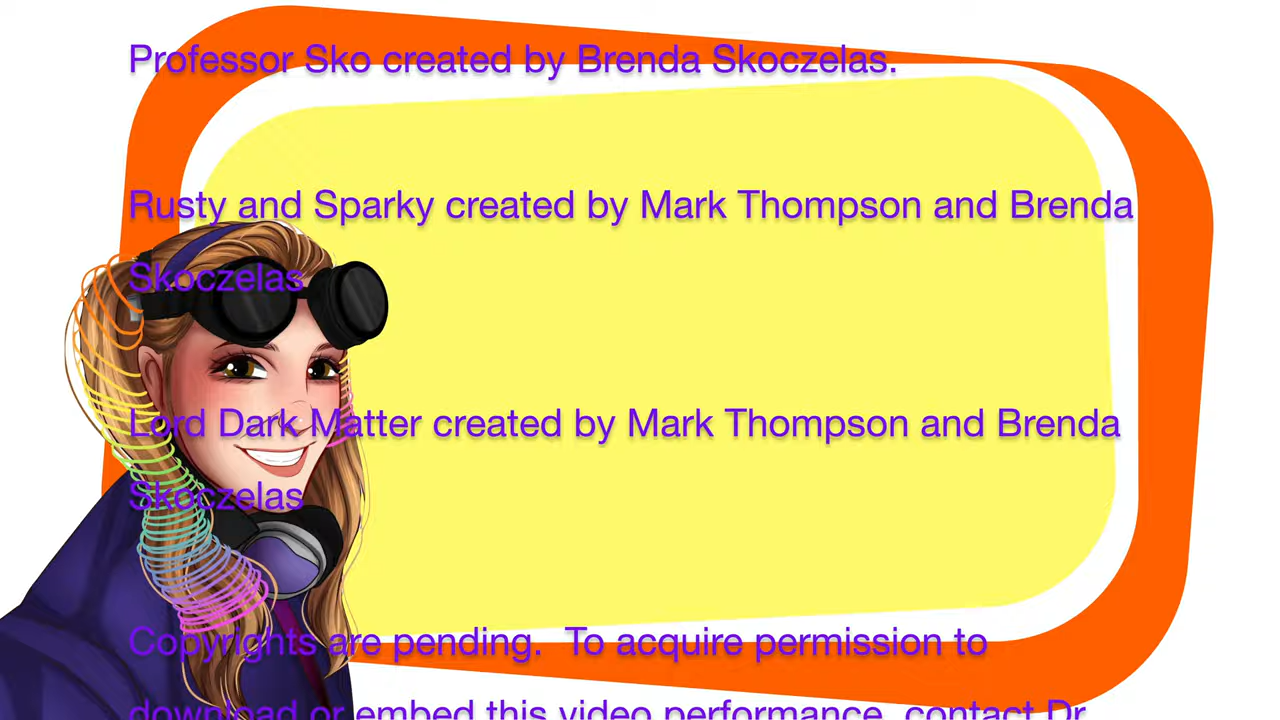 Professor Sko created by Brenda Skoczelas.
Rusty and Sparky created by Mark Thompson and Brenda
Skoczelas
Lord Dark Matter created by Mark Thompson and Brenda
Skoczelas
Copyrights are pending.  To acquire permission to
download or embed this video performance, contact Dr